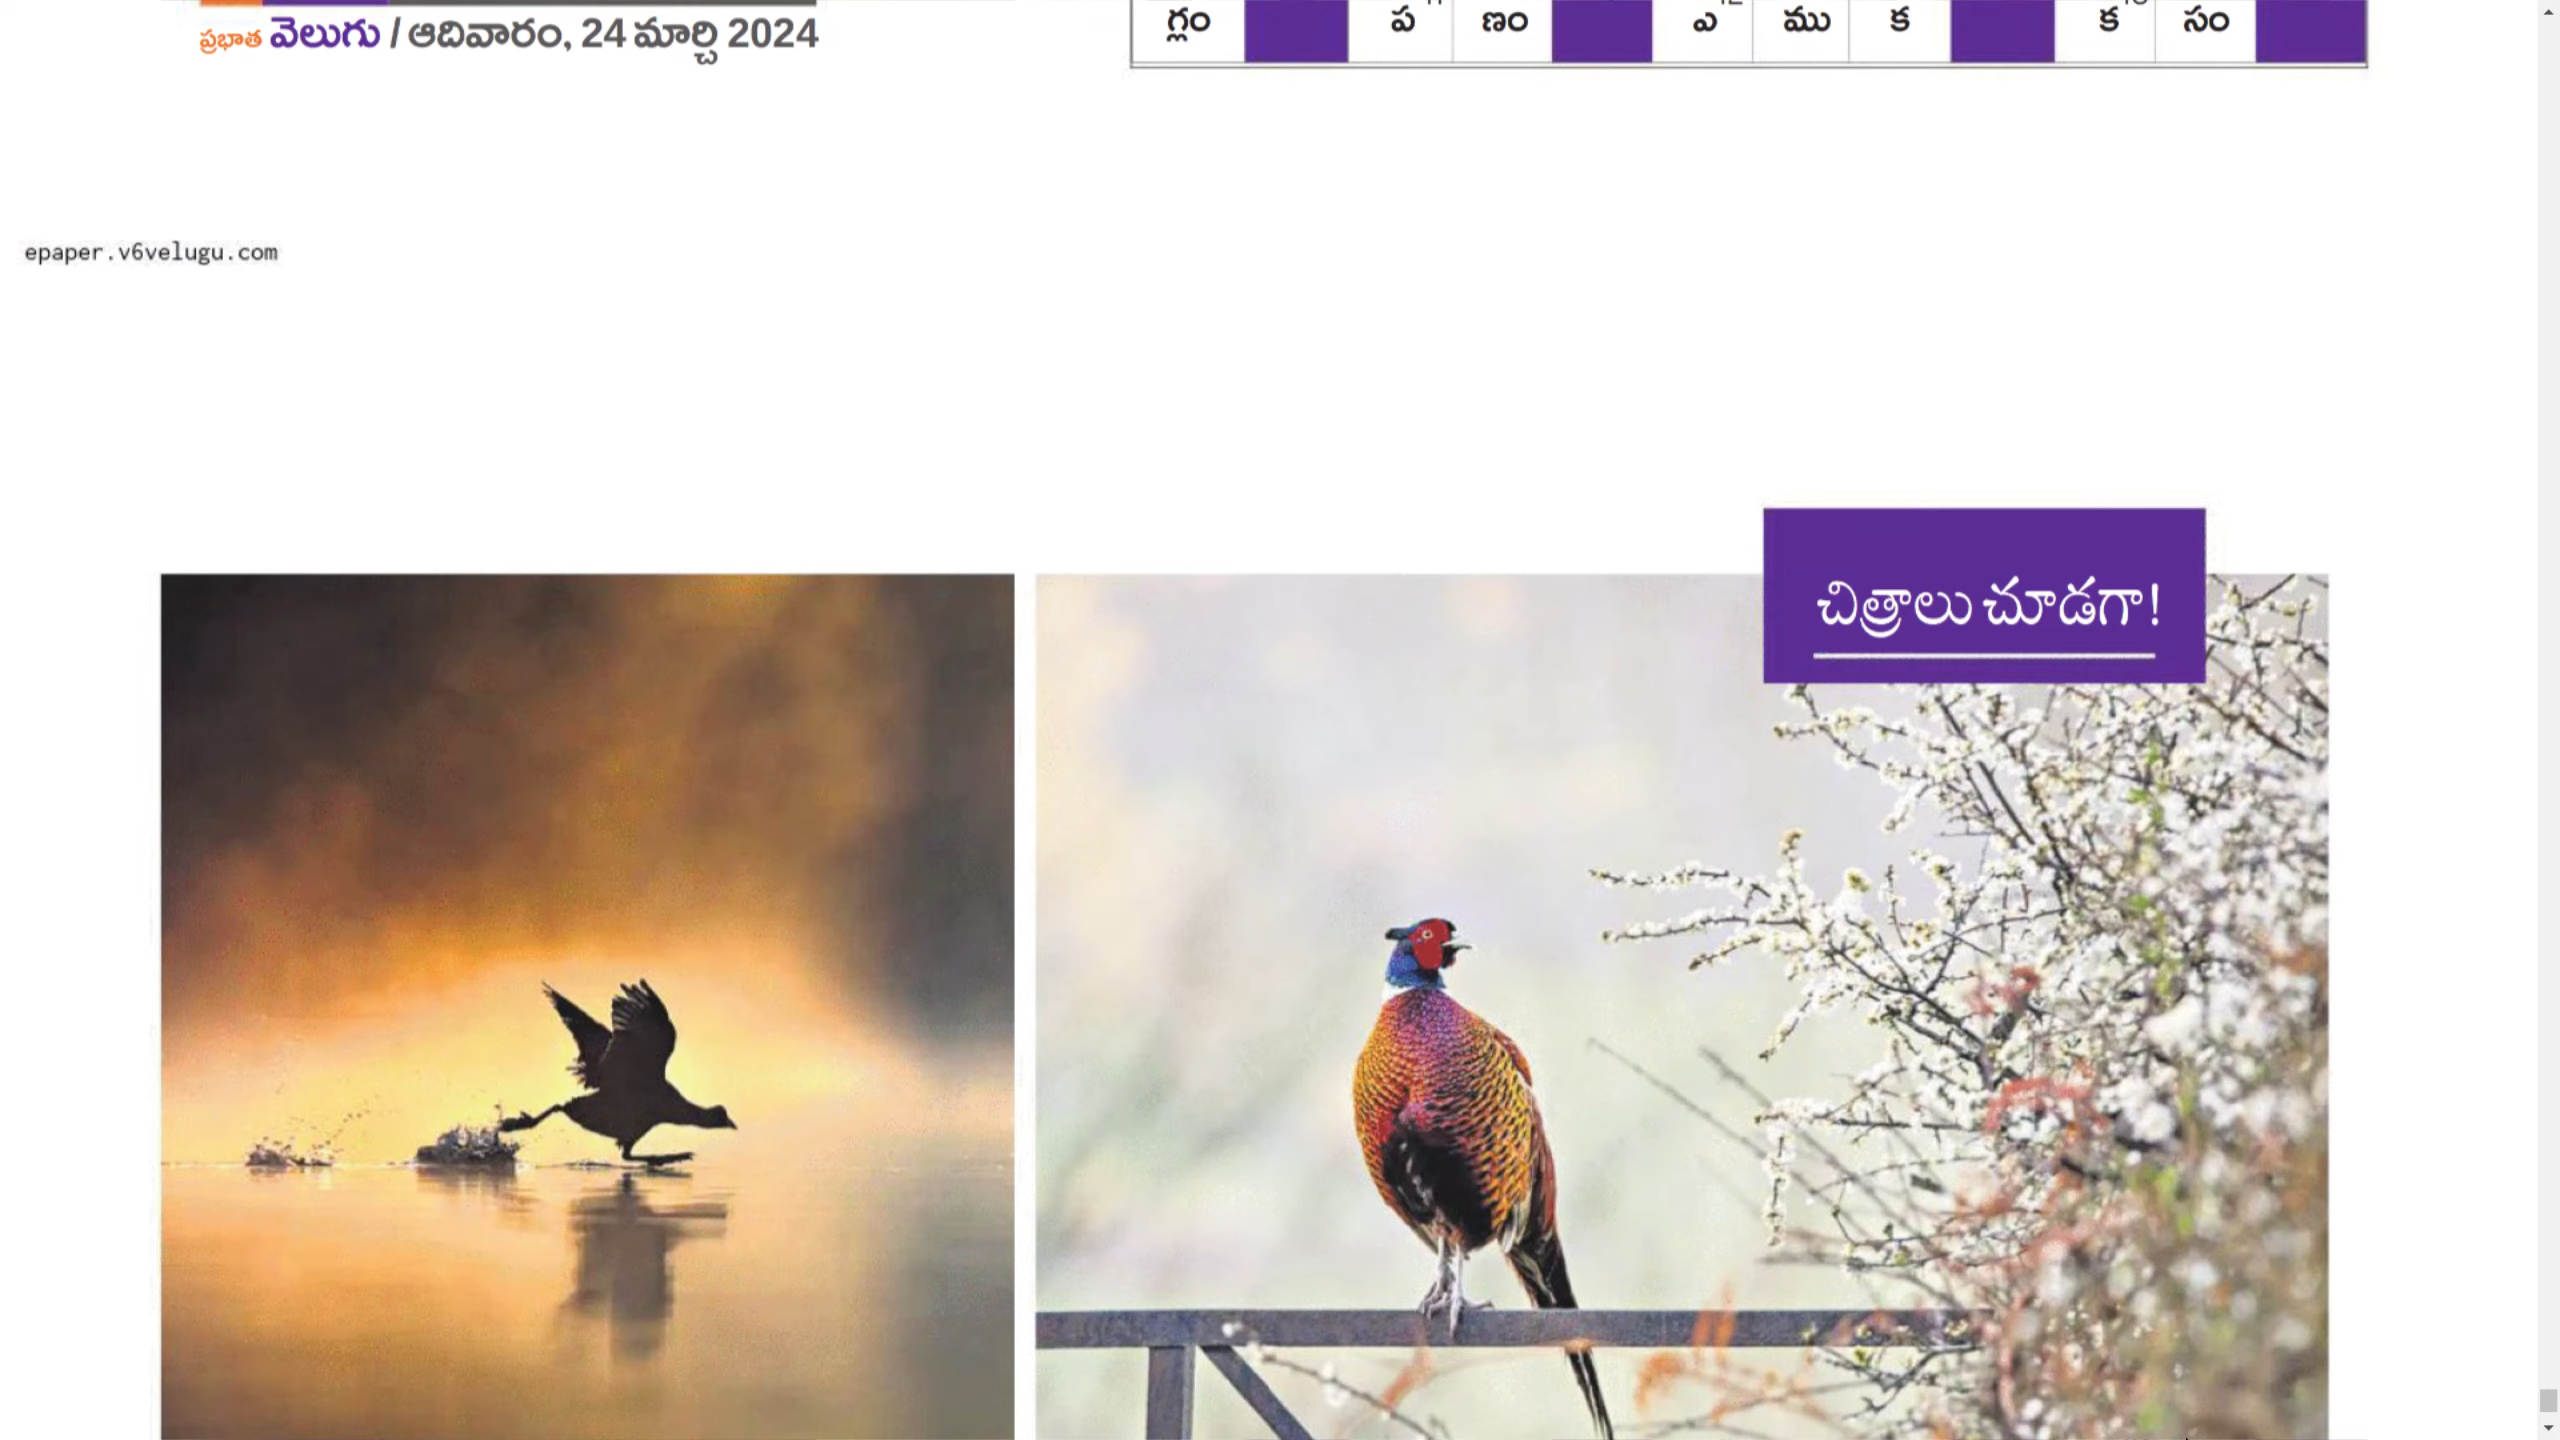 ప్రభాత వెలుగు / ఆదివారం, 24 మార్చి 2024
గ్లం ప ణం ఎ ము క క సం
epaper.v6velugu.com
చిత్రాలు చూడగా!